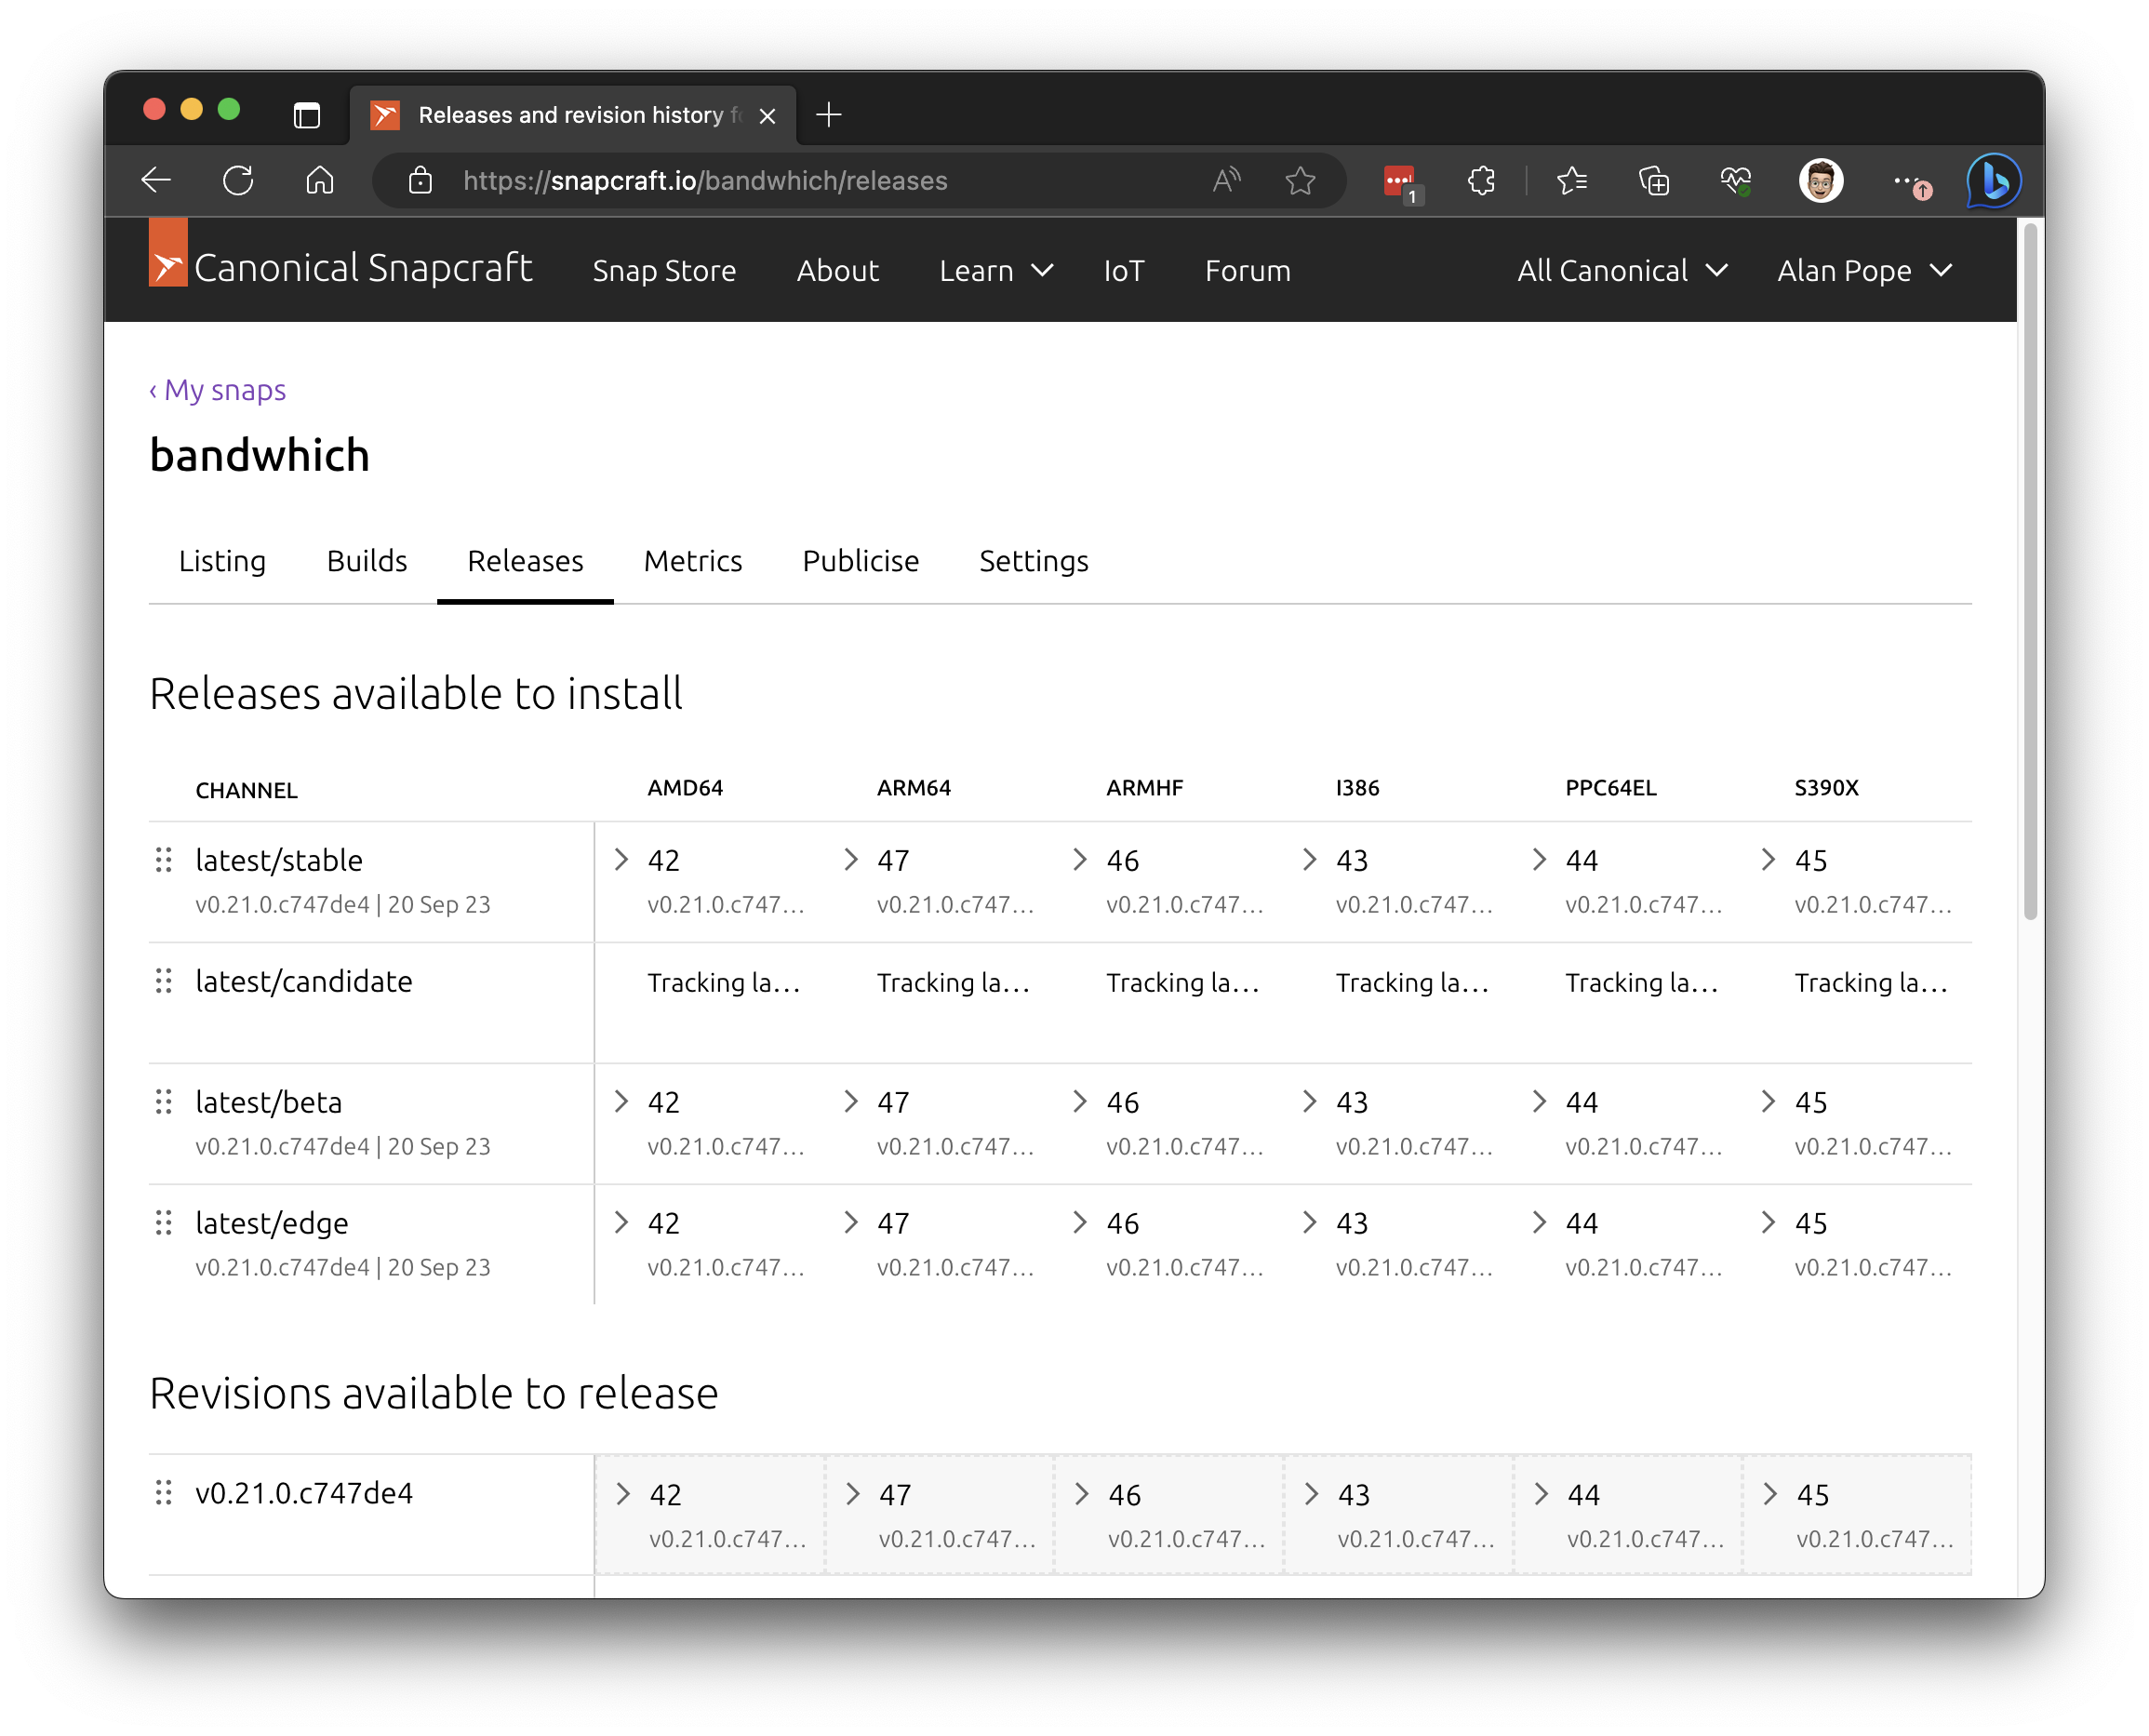 Releases and revision history fo
https://snapcraft.io/bandwhich/releases
1
Canonical Snapcraft Snap Store About Learn IoT Forum All Canonical Alan Pope
‹ My snaps
bandwhich
Listing Builds Releases Metrics Publicise Settings
Releases available to install
CHANNEL AMD64 ARM64 ARMHF I386 PPC64EL S390X
latest/stable 42 47 46 43 44 45
v0.21.0.c747de4 | 20 Sep 23 v0.21.0.c747… v0.21.0.c747… v0.21.0.c747… v0.21.0.c747… v0.21.0.c747… v0.21.0.c747…
latest/candidate Tracking la… Tracking la… Tracking la… Tracking la… Tracking la… Tracking la…
latest/beta 42 47 46 43 44 45
v0.21.0.c747de4 | 20 Sep 23 v0.21.0.c747… v0.21.0.c747… v0.21.0.c747… v0.21.0.c747… v0.21.0.c747… v0.21.0.c747…
latest/edge 42 47 46 43 44 45
v0.21.0.c747de4 | 20 Sep 23 v0.21.0.c747… v0.21.0.c747… v0.21.0.c747… v0.21.0.c747… v0.21.0.c747… v0.21.0.c747…
Revisions available to release
v0.21.0.c747de4 42 47 46 43 44 45
v0.21.0.c747… v0.21.0.c747… v0.21.0.c747… v0.21.0.c747… v0.21.0.c747… v0.21.0.c747…